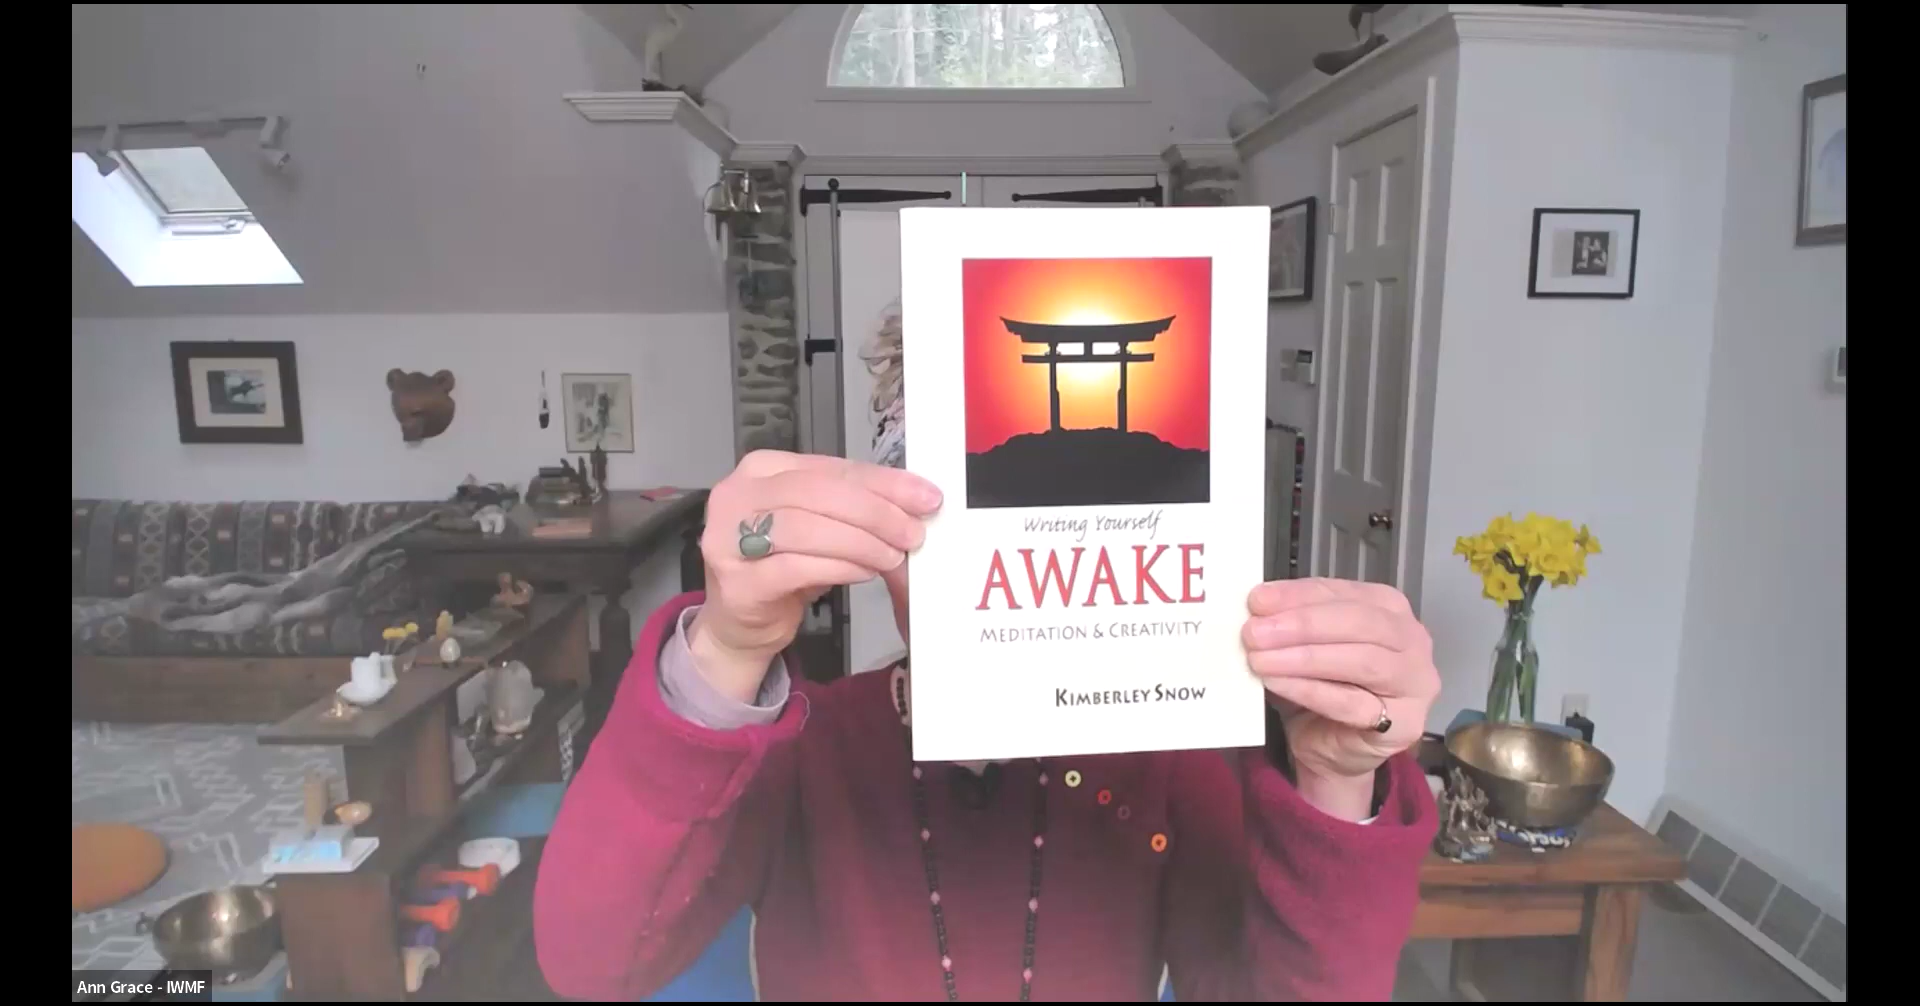 Writing Yourself
AWAKE
MEDITATION & CREATIVITY
KIMBERLEY SNOW
Ann Grace - IWMF